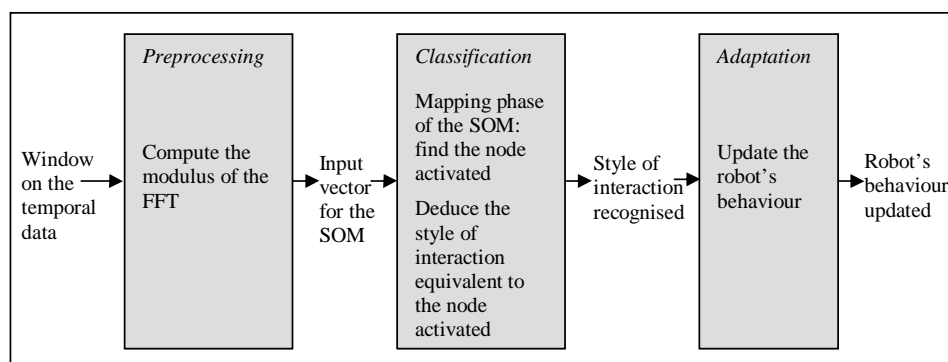 Preprocessing
Classification
Adaptation
Window
on the
temporal
data
Compute the
modulus of the
FFT
Input
vector
for the
SOM
Mapping phase
of the SOM:
find the node
activated
Deduce the
style of
interaction
equivalent to
the node
activated
Style of
interaction
recognised
Update the
robot's
behaviour
Robot's
behaviour
updated